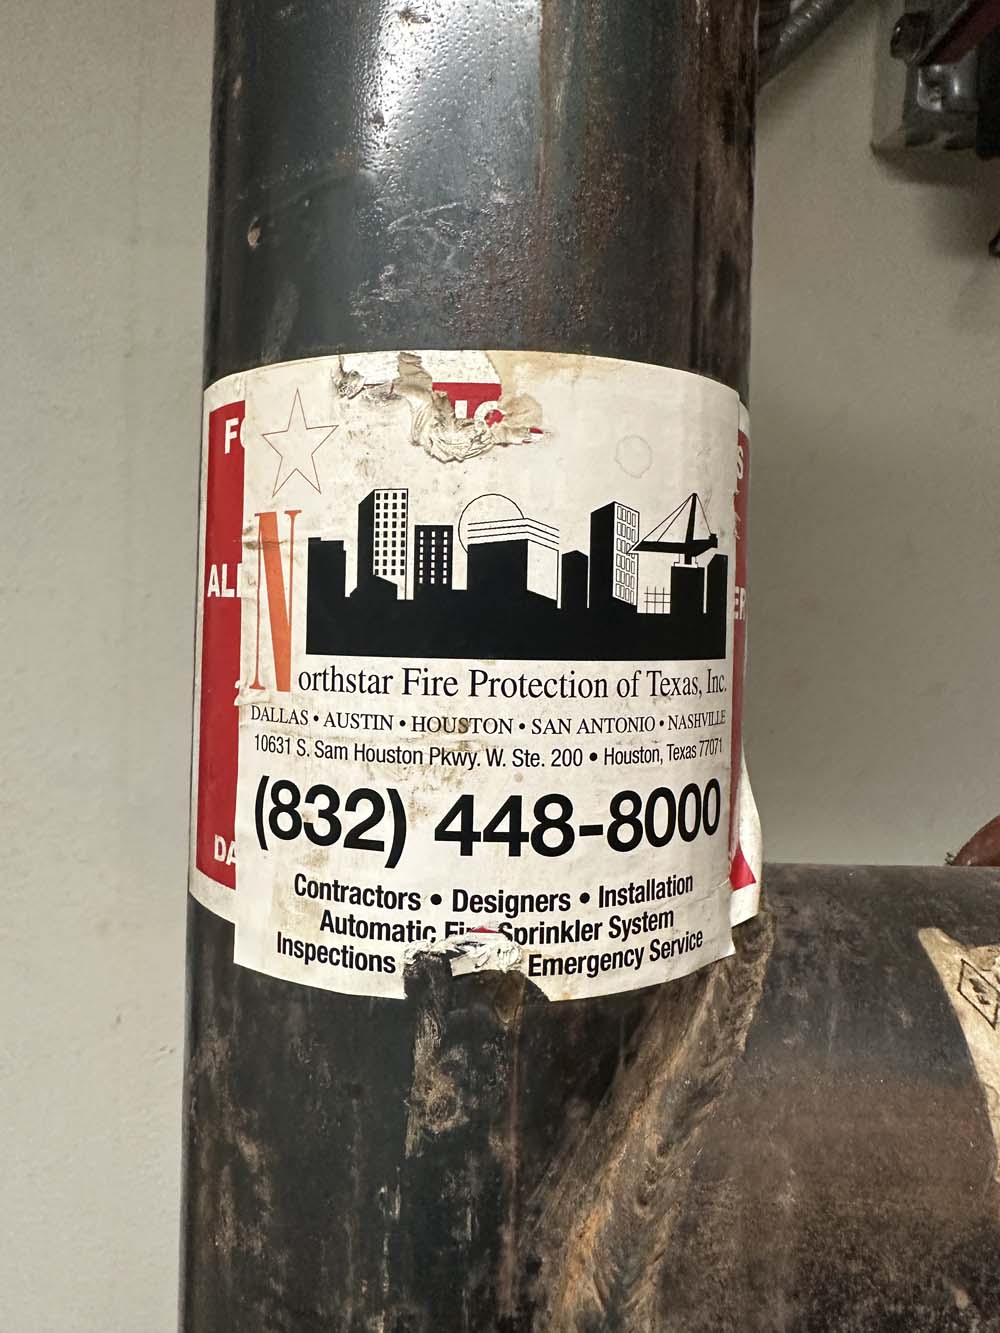 Northstar Fire Protection of Texas, Inc.
DALLAS • AUSTIN • HOUSTON • SAN ANTONIO • NASHVILLE
10631 S. Sam Houston Pkwy. W. Ste. 200 • Houston, Texas 77071
(832) 448-8000
Contractors • Designers • Installation
Automatic Fire Sprinkler System
Inspections Emergency Service